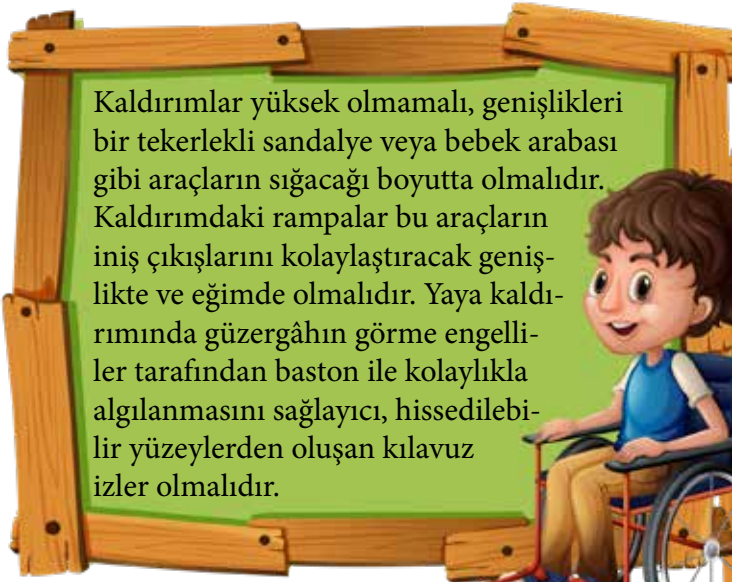 Kaldırımlar yüksek olmamalı, genişlikleri
bir tekerlekli sandalye veya bebek arabası
gibi araçların sığacağı boyutta olmalıdır.
Kaldırımdaki rampalar bu araçların
iniş çıkışlarını kolaylaştıracak geniş-
likte ve eğimde olmalıdır. Yaya kaldı-
rımında güzergâhın görme engelli-
ler tarafından baston ile kolaylıkla
algılanmasını sağlayıcı, hissedilebi-
lir yüzeylerden oluşan kılavuz
izler olmalıdır.